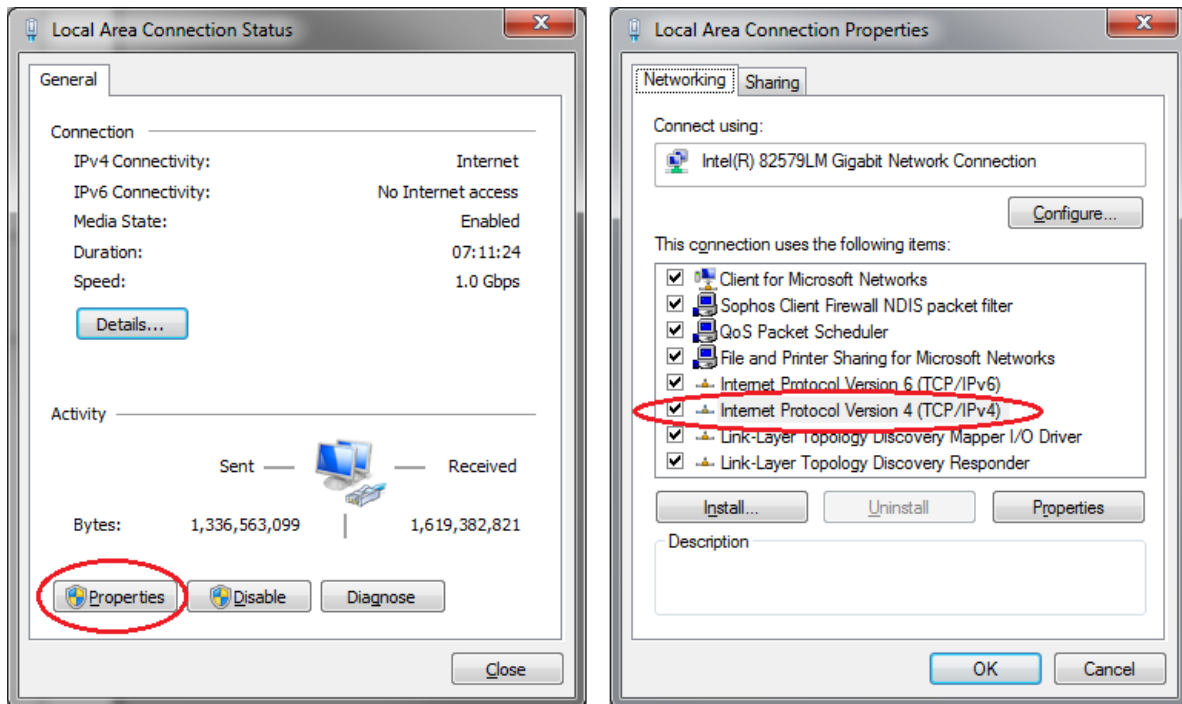 Local Area Connection Status
General
Connection
IPv4 Connectivity: Internet
IPv6 Connectivity: No Internet access
Media State: Enabled
Duration: 07:11:24
Speed: 1.0 Gbps
Details...
Activity
Sent Received
Bytes: 1,336,563,099 1,619,382,821
Properties Disable Diagnose
Close
Local Area Connection Properties
Networking Sharing
Connect using:
Intel(R) 82579LM Gigabit Network Connection
Configure...
This connection uses the following items:
Client for Microsoft Networks
Sophos Client Firewall NDIS packet filter
QoS Packet Scheduler
File and Printer Sharing for Microsoft Networks
Internet Protocol Version 6 (TCP/IPv6)
Internet Protocol Version 4 (TCP/IPv4)
Link-Layer Topology Discovery Mapper I/O Driver
Link-Layer Topology Discovery Responder
Install... Uninstall Properties
Description
OK Cancel